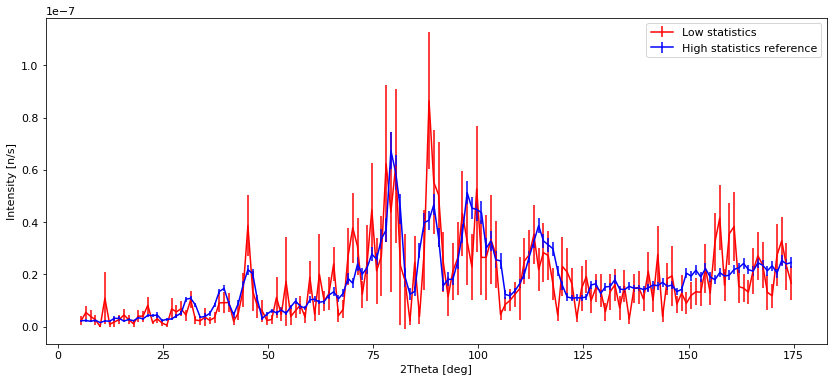 1e−7
Low statistics
High statistics reference
1.0
0.8
0.6
0.4
0.2
0.0
Intensity [n/s]
0
25
50
75
100
125
150
175
2Theta [deg]